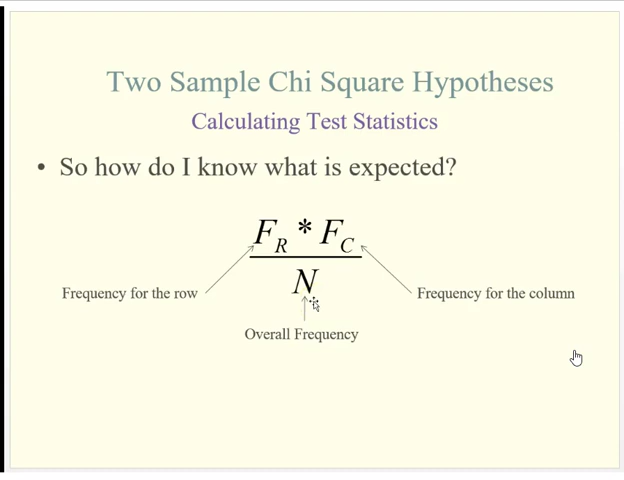 Two Sample Chi Square Hypotheses
Calculating Test Statistics
• So how do I know what is expected?
F_R * F_C
N
Frequency for the row
Frequency for the column
Overall Frequency